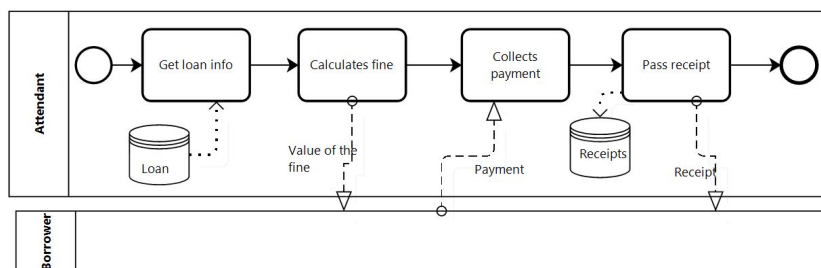 Attendant
Get loan info
Calculates fine
Collects
payment
Pass receipt
Loan
Value of the
fine
Payment
Receipts
Receipt
Borrower